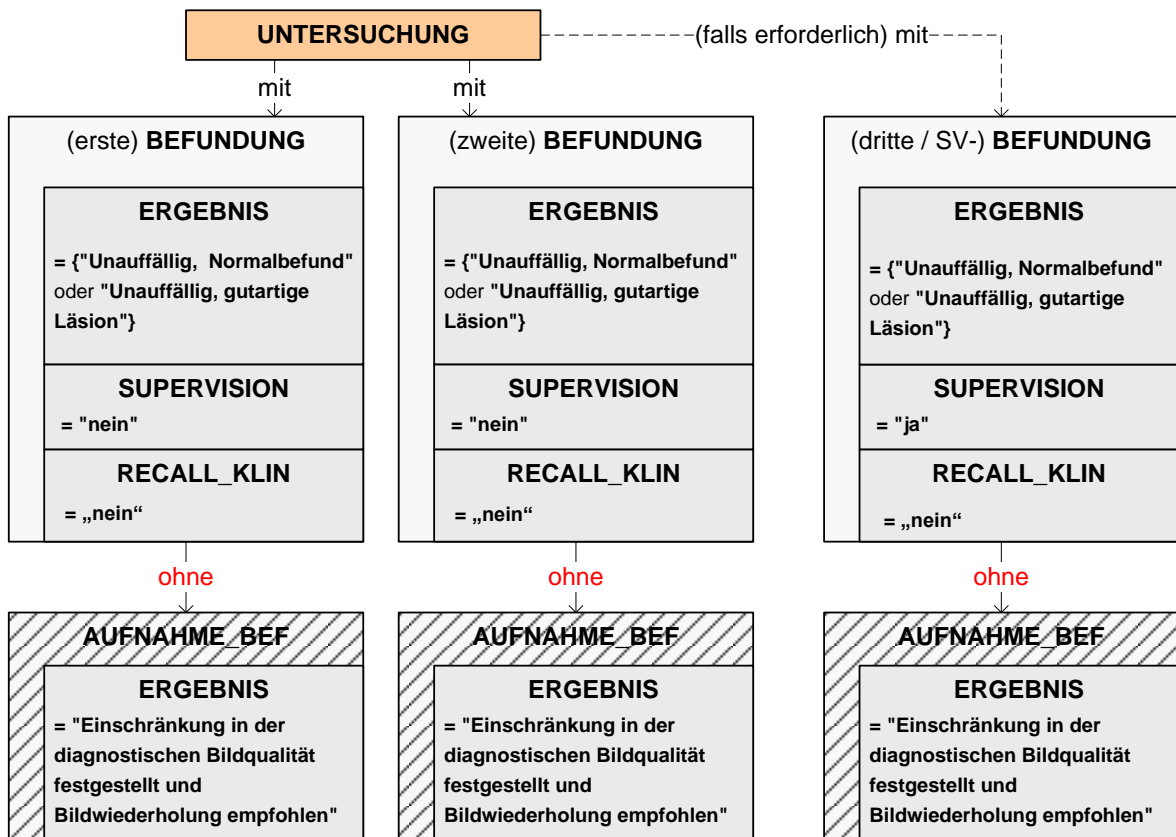 UNTERSUCHUNG
(falls erforderlich) mit
mit
mit
(erste) BEFUNDUNG
ERGEBNIS
= {"Unauffällig, Normalbefund"
oder "Unauffällig, gutartige
Läsion"}
SUPERVISION
= "nein"
RECALL_KLIN
= „nein“
ohne
AUFNAHME_BEF
ERGEBNIS
= "Einschränkung in der
diagnostischen Bildqualität
festgestellt und
Bildwiederholung empfohlen"
(zweite) BEFUNDUNG
ERGEBNIS
= {"Unauffällig, Normalbefund"
oder "Unauffällig, gutartige
Läsion"}
SUPERVISION
= "nein"
RECALL_KLIN
= „nein“
ohne
AUFNAHME_BEF
ERGEBNIS
= "Einschränkung in der
diagnostischen Bildqualität
festgestellt und
Bildwiederholung empfohlen"
(dritte / SV-) BEFUNDUNG
ERGEBNIS
= {"Unauffällig, Normalbefund"
oder "Unauffällig, gutartige
Läsion"}
SUPERVISION
= "ja"
RECALL_KLIN
= „nein“
ohne
AUFNAHME_BEF
ERGEBNIS
= "Einschränkung in der
diagnostischen Bildqualität
festgestellt und
Bildwiederholung empfohlen"